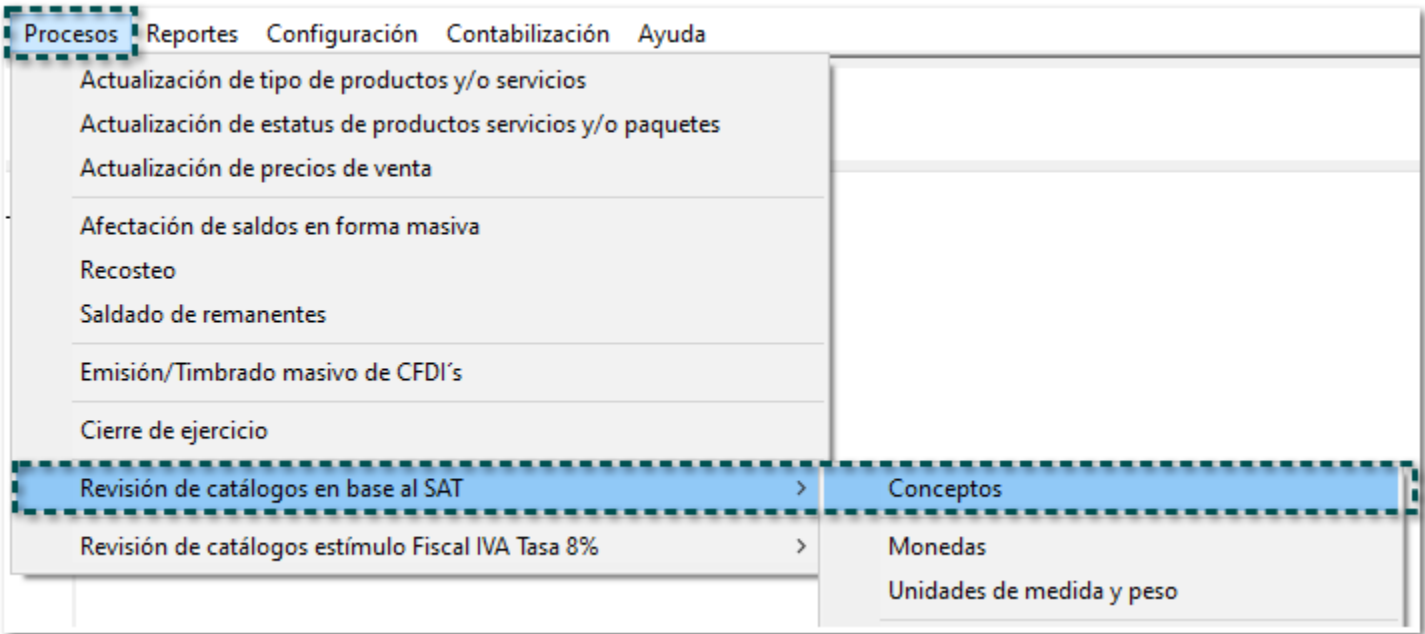 Procesos Reportes Configuración Contabilización Ayuda
Actualización de tipo de productos y/o servicios
Actualización de estatus de productos servicios y/o paquetes
Actualización de precios de venta
Afectación de saldos en forma masiva
Recosteo
Saldado de remanentes
Emisión/Timbrado masivo de CFDI´s
Cierre de ejercicio
Revisión de catálogos en base al SAT > Conceptos
Revisión de catálogos estímulo Fiscal IVA Tasa 8% > Monedas
Unidades de medida y peso